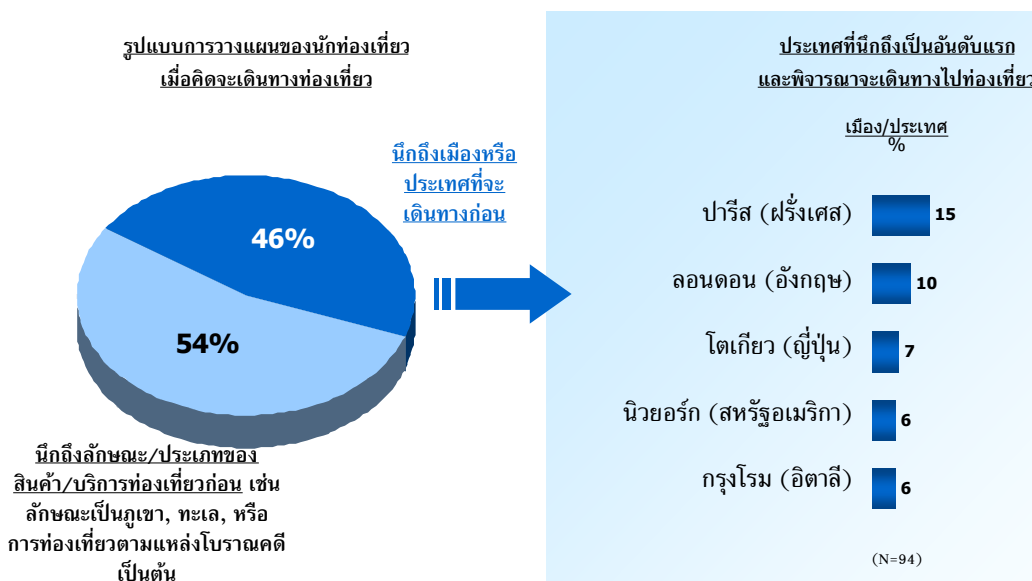 รูปแบบการวางแผนของนักท่องเที่ยว
เมื่อคิดจะเดินทางท่องเที่ยว
นึกถึงเมืองหรือ
ประเทศที่จะ
เดินทางก่อน
46%
54%
นึกถึงลักษณะ/ประเภทของ
สินค้า/บริการท่องเที่ยวก่อน เช่น
ลักษณะเป็นภูเขา, ทะเล, หรือ
การท่องเที่ยวตามแหล่งโบราณคดี
เป็นต้น
ประเทศที่นึกถึงเป็นอันดับแรก
และพิจารณาจะเดินทางไปท่องเที่ยว
เมือง/ประเทศ
%
ปารีส (ฝรั่งเศส) 15
ลอนดอน (อังกฤษ) 10
โตเกียว (ญี่ปุ่น) 7
นิวยอร์ก (สหรัฐอเมริกา) 6
กรุงโรม (อิตาลี) 6
(N=94)